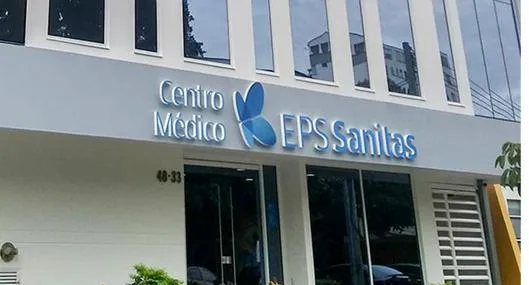 Centro
Médico
EPS Sanitas
48-33